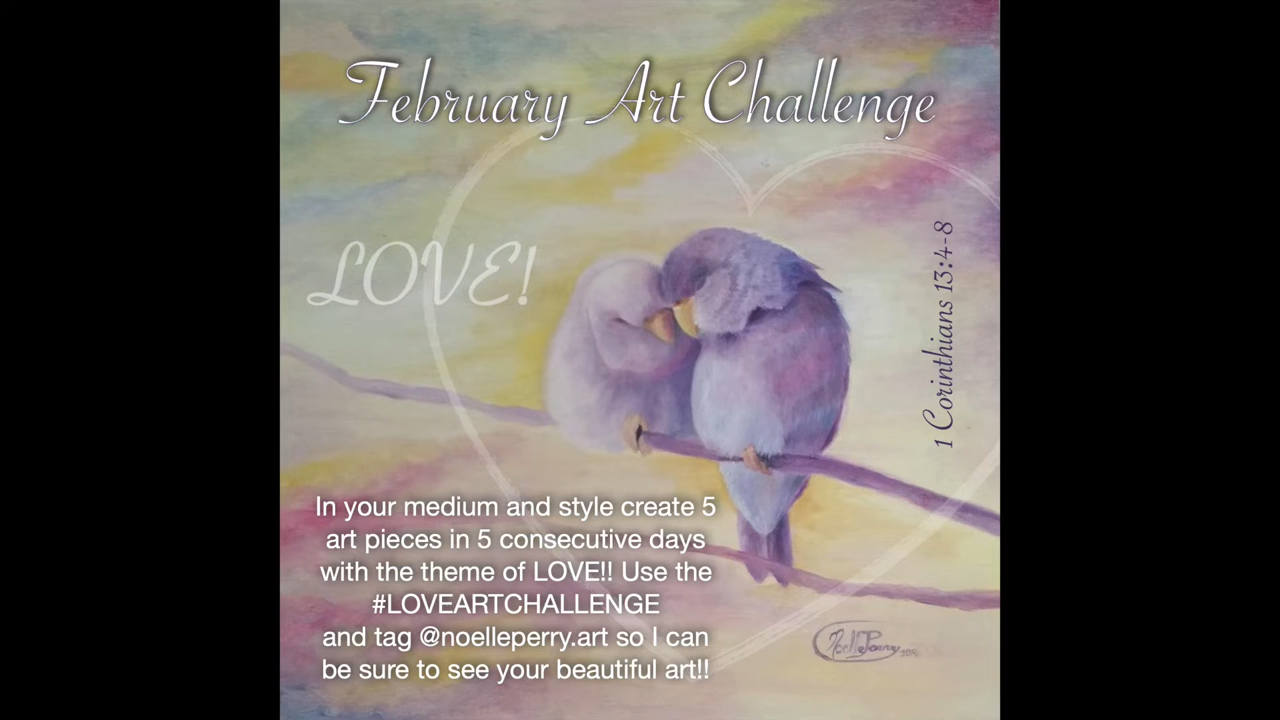 February Art Challenge
LOVE!
1 Corinthians 13:4-8
In your medium and style create 5
art pieces in 5 consecutive days
with the theme of LOVE!! Use the
#LOVEARTCHALLENGE
and tag @noelleperry.art so I can
be sure to see your beautiful art!!